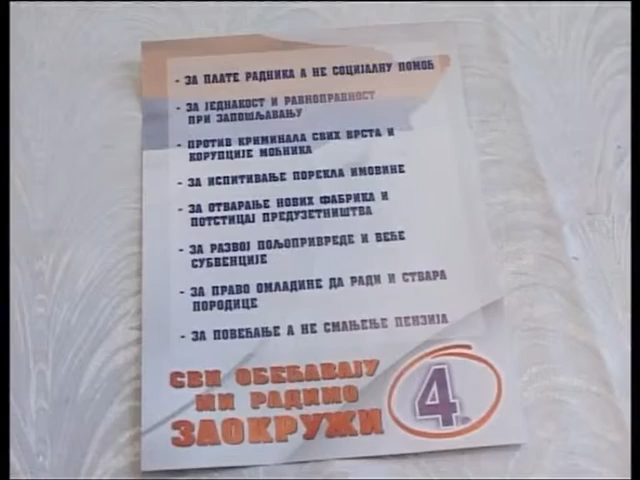 - ЗА ПЛАТЕ РАДНИКА А НЕ СОЦИЈАЛНУ ПОМОЋ
- ЗА ЈЕДНАКОСТ И РАВНОПРАВНОСТ
ПРИ ЗАПОШЉАВАЊУ
- ПРОТИВ КРИМИНАЛА СВИХ ВРСТА И
КОРУПЦИЈЕ МОЋНИКА
- ЗА ИСПИТИВАЊЕ ПОРЕКЛА ИМОВИНЕ
- ЗА ОТВАРАЊЕ НОВИХ ФАБРИКА И
ПОТСТИЦАЈ ПРЕДУЗЕТНИШТВА
- ЗА РАЗВОЈ ПОЉОПРИВРЕДЕ И ВЕЋЕ
СУБВЕНЦИЈЕ
- ЗА ПРАВО ОМЛАДИНЕ ДА РАДИ И СТВАРА
ПОРОДИЦЕ
- ЗА ПОВЕЋАЊЕ А НЕ СМАЊЕЊЕ ПЕНЗИЈА
СВИ ОБЕЋАВАЈУ
МИ РАДИМО
ЗАОКРУЖИ 4.